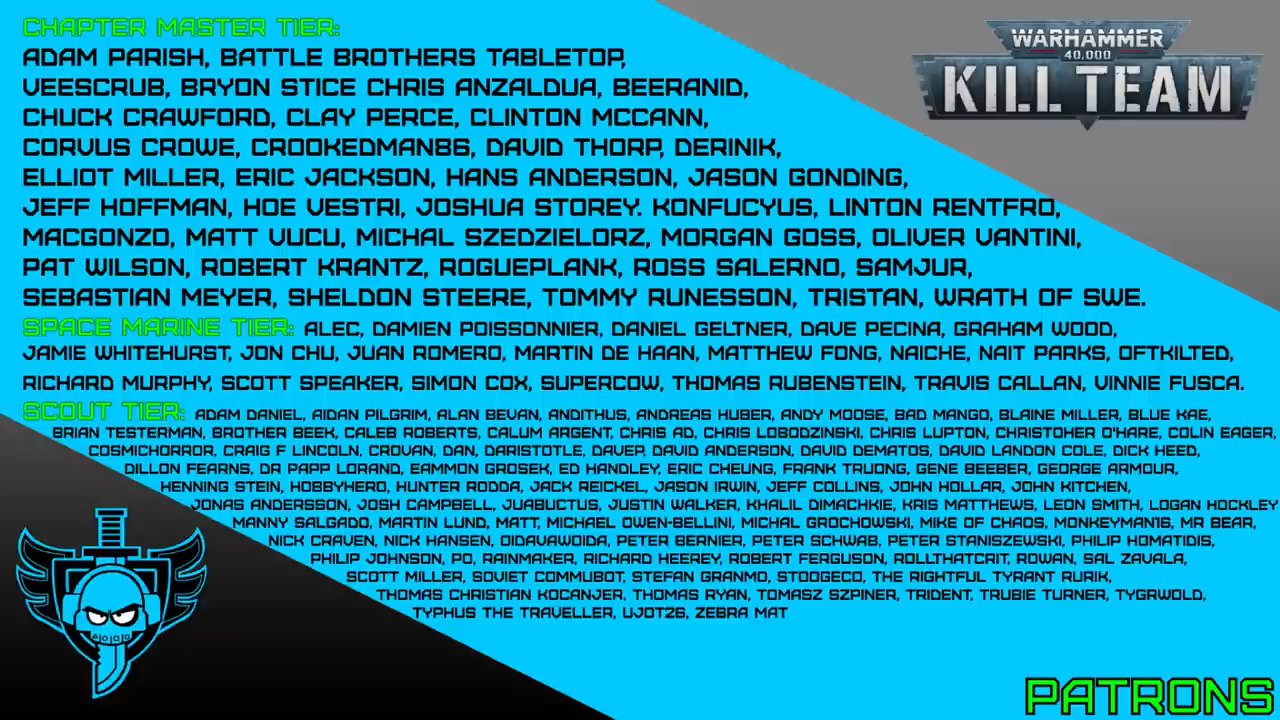 CHAPTER MASTER TIER:
ADAM PARISH, BATTLE BROTHERS TABLETOP,
VEESCRUB, BRYON STICE CHRIS ANZALDUA, BEERANID,
CHUCK CRAWFORD, CLAY PERCE, CLINTON MCCANN,
CORVUS CROWE, CROOKEDMAN86, DAVID THORP, DERINIK,
ELLIOT MILLER, ERIC JACKSON, HANS ANDERSON, JASON GONDING,
JEFF HOFFMAN, HOE VESTRI, JOSHUA STOREY. KONFUCYUS, LINTON RENTFRO,
MACGONZO, MATT VUCU, MICHAL SZEDZIELORZ, MORGAN GOSS, OLIVER VANTINI,
PAT WILSON, ROBERT KRANTZ, ROGUEPLANK, ROSS SALERNO, SAMJUR,
SEBASTIAN MEYER, SHELDON STEERE, TOMMY RUNESSON, TRISTAN, WRATH OF SWE.
SPACE MARINE TIER: ALEC, DAMIEN POISSONNIER, DANIEL GELTNER, DAVE PECINA, GRAHAM WOOD,
JAMIE WHITEHURST, JON CHU, JUAN ROMERO, MARTIN DE HAAN, MATTHEW FONG, NAICHE, NAIT PARKS, OFTKILTED,
RICHARD MURPHY, SCOTT SPEAKER, SIMON COX, SUPERCOW, THOMAS RUBENSTEIN, TRAVIS CALLAN, VINNIE FUSCA.
SCOUT TIER: ADAM DANIEL, AIDAN PILGRIM, ALAN BEVAN, ANDITHUS, ANDREAS HUBER, ANDY MOOSE, BAD MANGO, BLAINE MILLER, BLUE KAE,
BRIAN TESTERMAN, BROTHER BEEK, CALEB ROBERTS, CALUM ARGENT, CHRIS AD, CHRIS LOBODZINSKI, CHRIS LUPTON, CHRISTOHER O'HARE, COLIN EAGER,
COSMICHORROR, CRAIG F LINCOLN, CROVAN, DAN, DARISTOTLE, DAVEP, DAVID ANDERSON, DAVID DEMATOS, DAVID LANDON COLE, DICK HEED,
DILLON FEARNS, DR PAPP LORAND, EAMMON GROSEK, ED HANDLEY, ERIC CHEUNG, FRANK TRUONG, GENE BEEBER, GEORGE ARMOUR,
HENNING STEIN, HOBBYHERO, HUNTER RODDA, JACK REICKEL, JASON IRWIN, JEFF COLLINS, JOHN HOLLAR, JOHN KITCHEN,
JONAS ANDERSSON, JOSH CAMPBELL, JUABUCTUS, JUSTIN WALKER, KHALIL DIMACHKIE, KRIS MATTHEWS, LEON SMITH, LOGAN HOCKLEY
MANNY SALGADO, MARTIN LUND, MATT, MICHAEL OWEN-BELLINI, MICHAL GROCHOWSKI, MIKE OF CHAOS, MONKEYMAN1B, MR BEAR,
NICK CRAVEN, NICK HANSEN, OIDAVAWOIDA, PETER BERNIER, PETER SCHWAB, PETER STANISZEWSKI, PHILIP HOMATIDIS,
PHILIP JOHNSON, PO, RAINMAKER, RICHARD HEEREY, ROBERT FERGUSON, ROLLTHATCRIT, ROWAN, SAL ZAVALA,
SCOTT MILLER, SOVIET COMMUBOT, STEFAN GRANMO, STOOGECO, THE RIGHTFUL TYRANT RURIK,
THOMAS CHRISTIAN KOCANJER, THOMAS RYAN, TOMASZ SZPINER, TRIDENT, TRUBIE TURNER, TYGRWOLD,
TYPHUS THE TRAVELLER, UJOT26, ZEBRA MAT
WARHAMMER
40,000
KILL TEAM
PATRONS